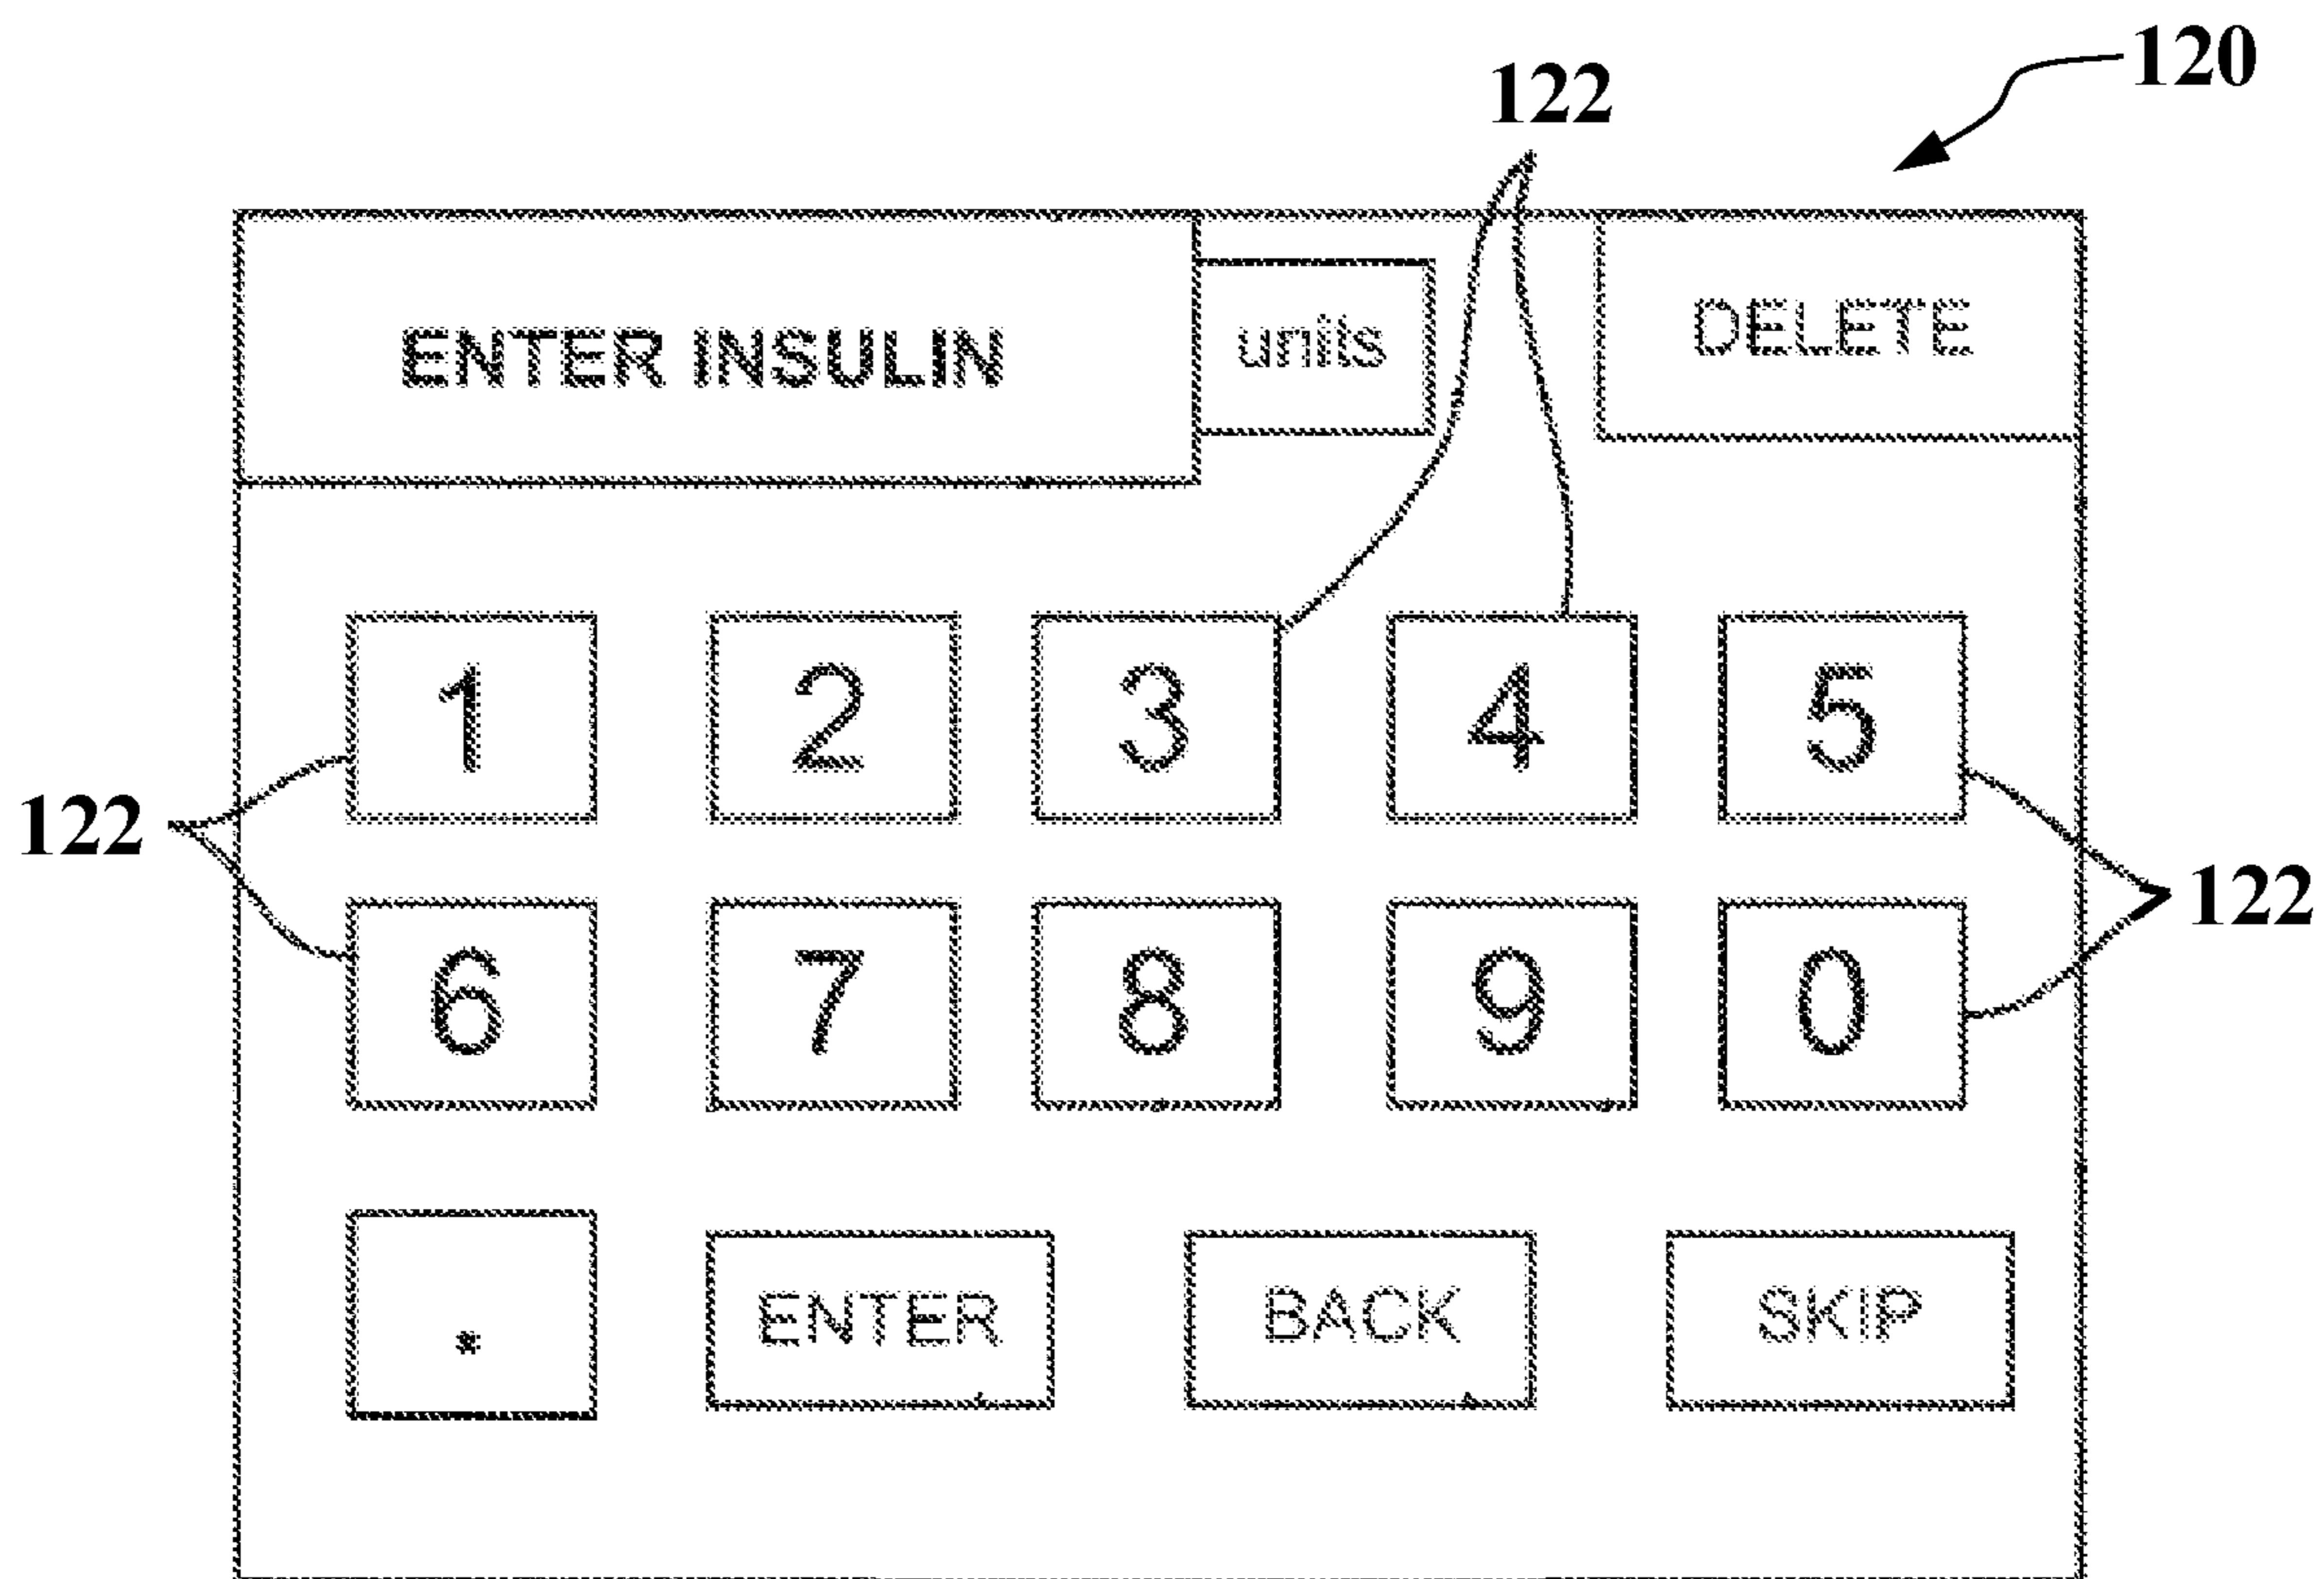 120
122
ENTER INSULIN units DELETE
1 2 3 4 5
122
122
6 7 8 9 0
. ENTER BACK SKIP